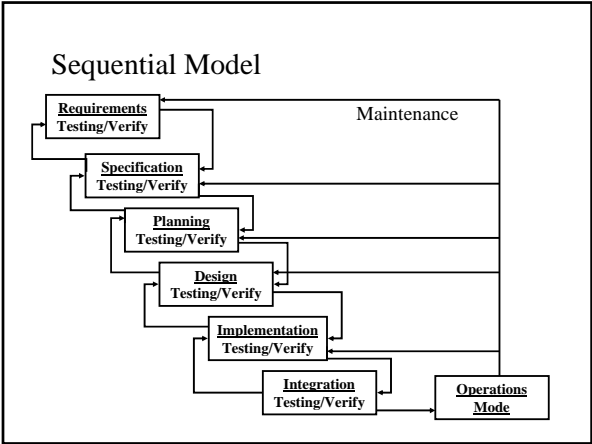 Sequential Model
Requirements
Testing/Verify
Maintenance
Specification
Testing/Verify
Planning
Testing/Verify
Design
Testing/Verify
Implementation
Testing/Verify
Integration
Testing/Verify
Operations
Mode